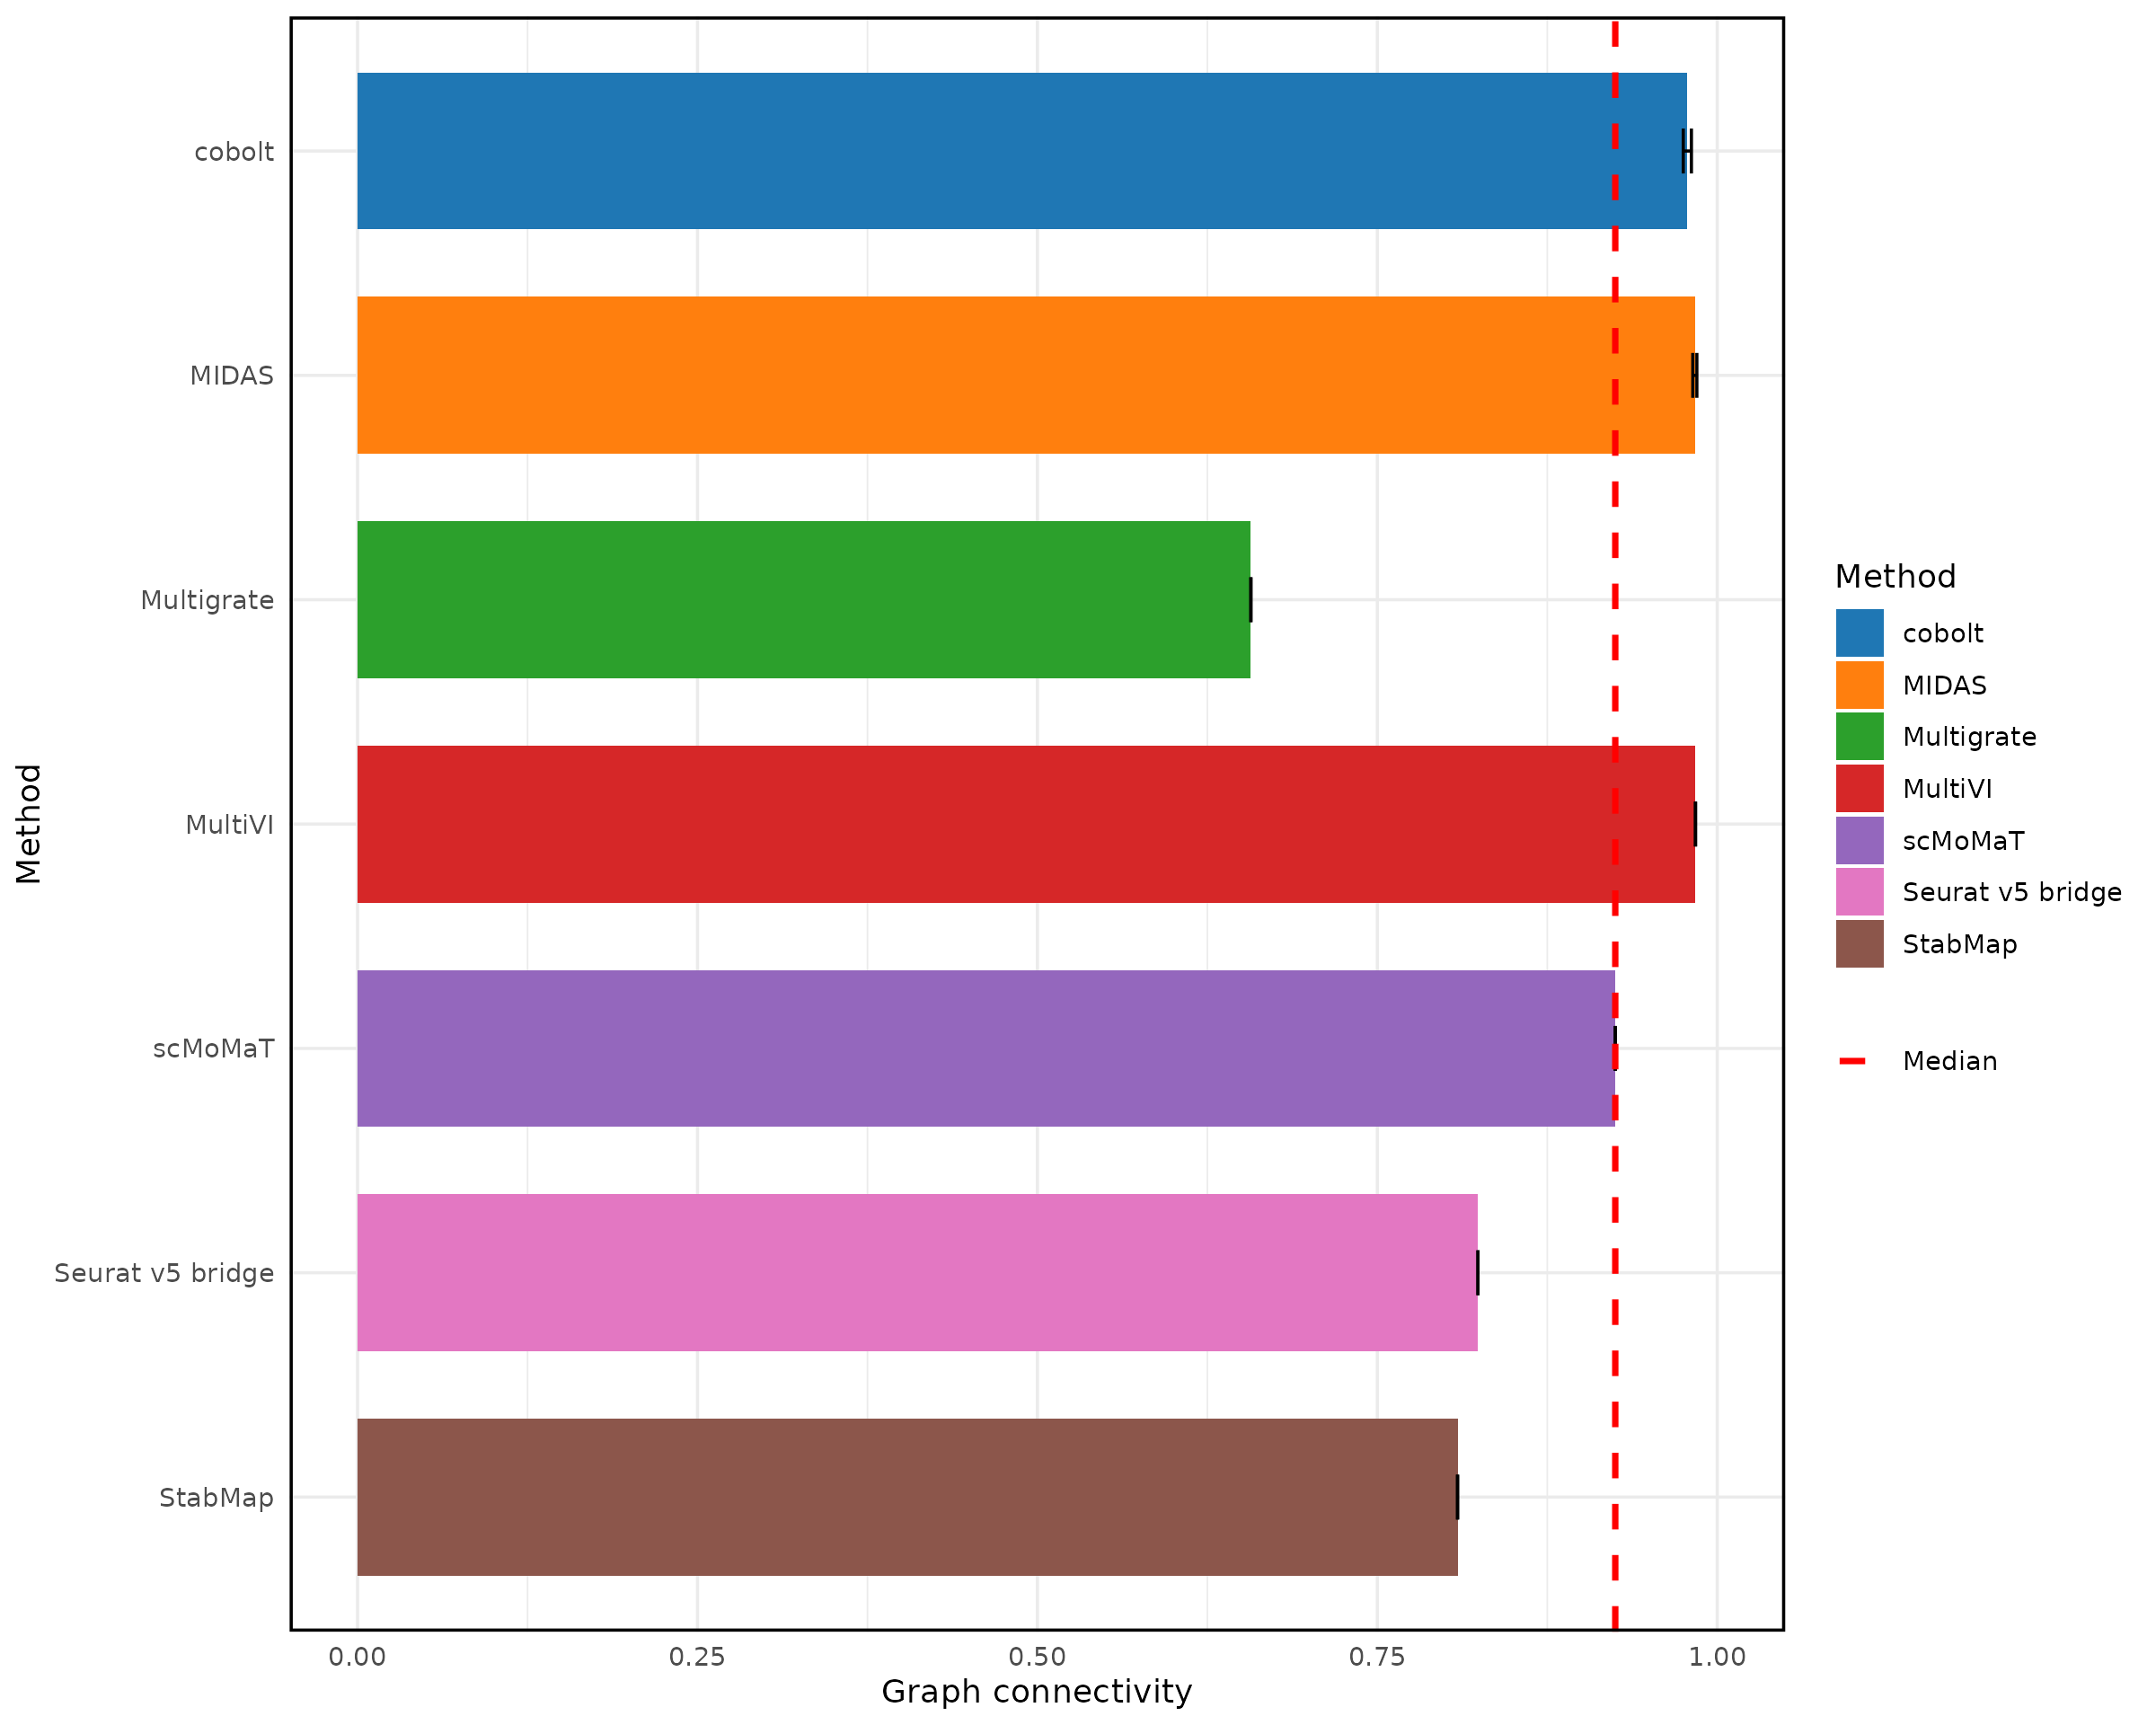 cobolt
MIDAS
Multigrate
MultiVI
scMoMaT
Seurat v5 bridge
StabMap
Method
0.00
0.25
0.50
0.75
1.00
Graph connectivity
Method
cobolt
MIDAS
Multigrate
MultiVI
scMoMaT
Seurat v5 bridge
StabMap
Median